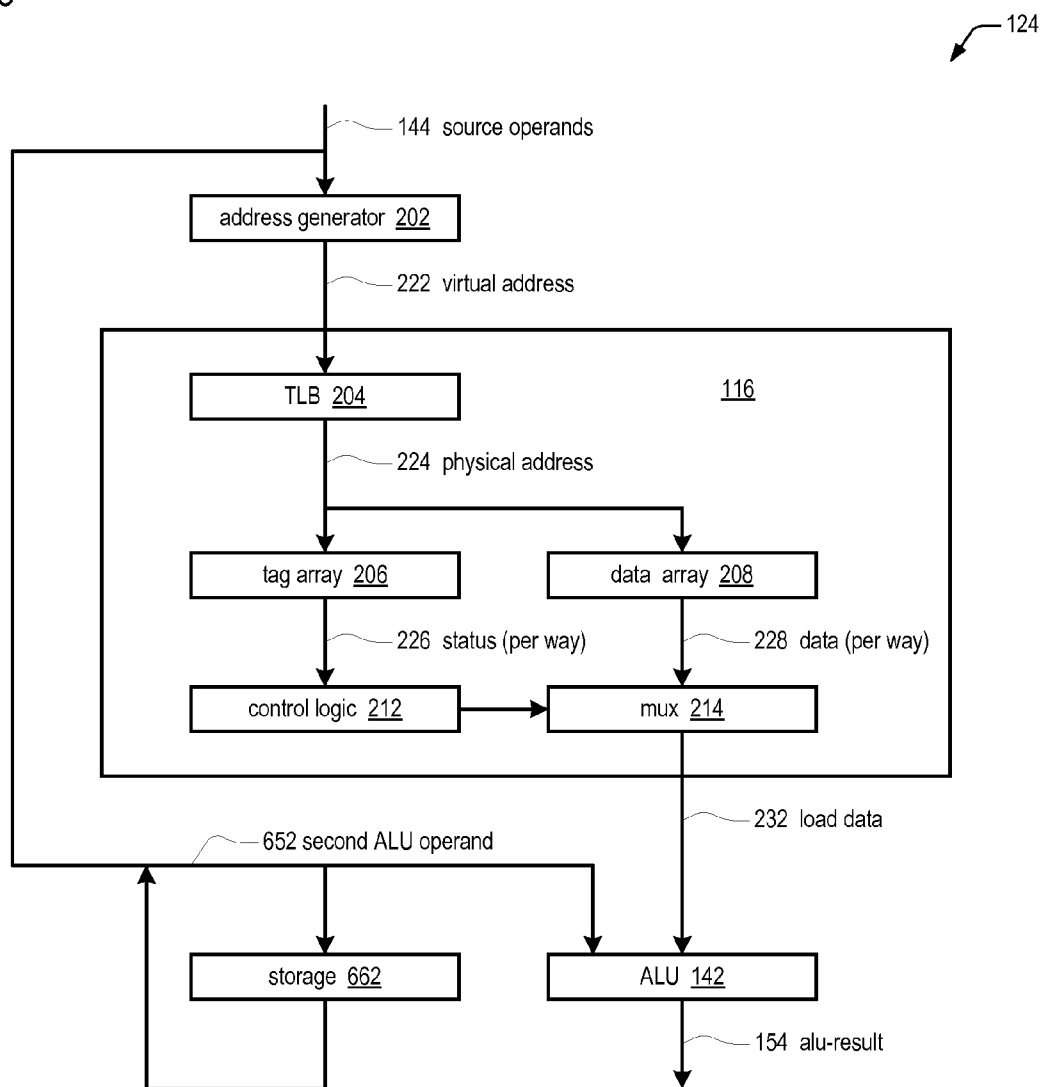 124
144 source operands
address generator 202
222 virtual address
TLB 204
116
224 physical address
tag array 206
data array 208
226 status (per way)
228 data (per way)
control logic 212
mux 214
232 load data
652 second ALU operand
storage 662
ALU 142
154 alu-result